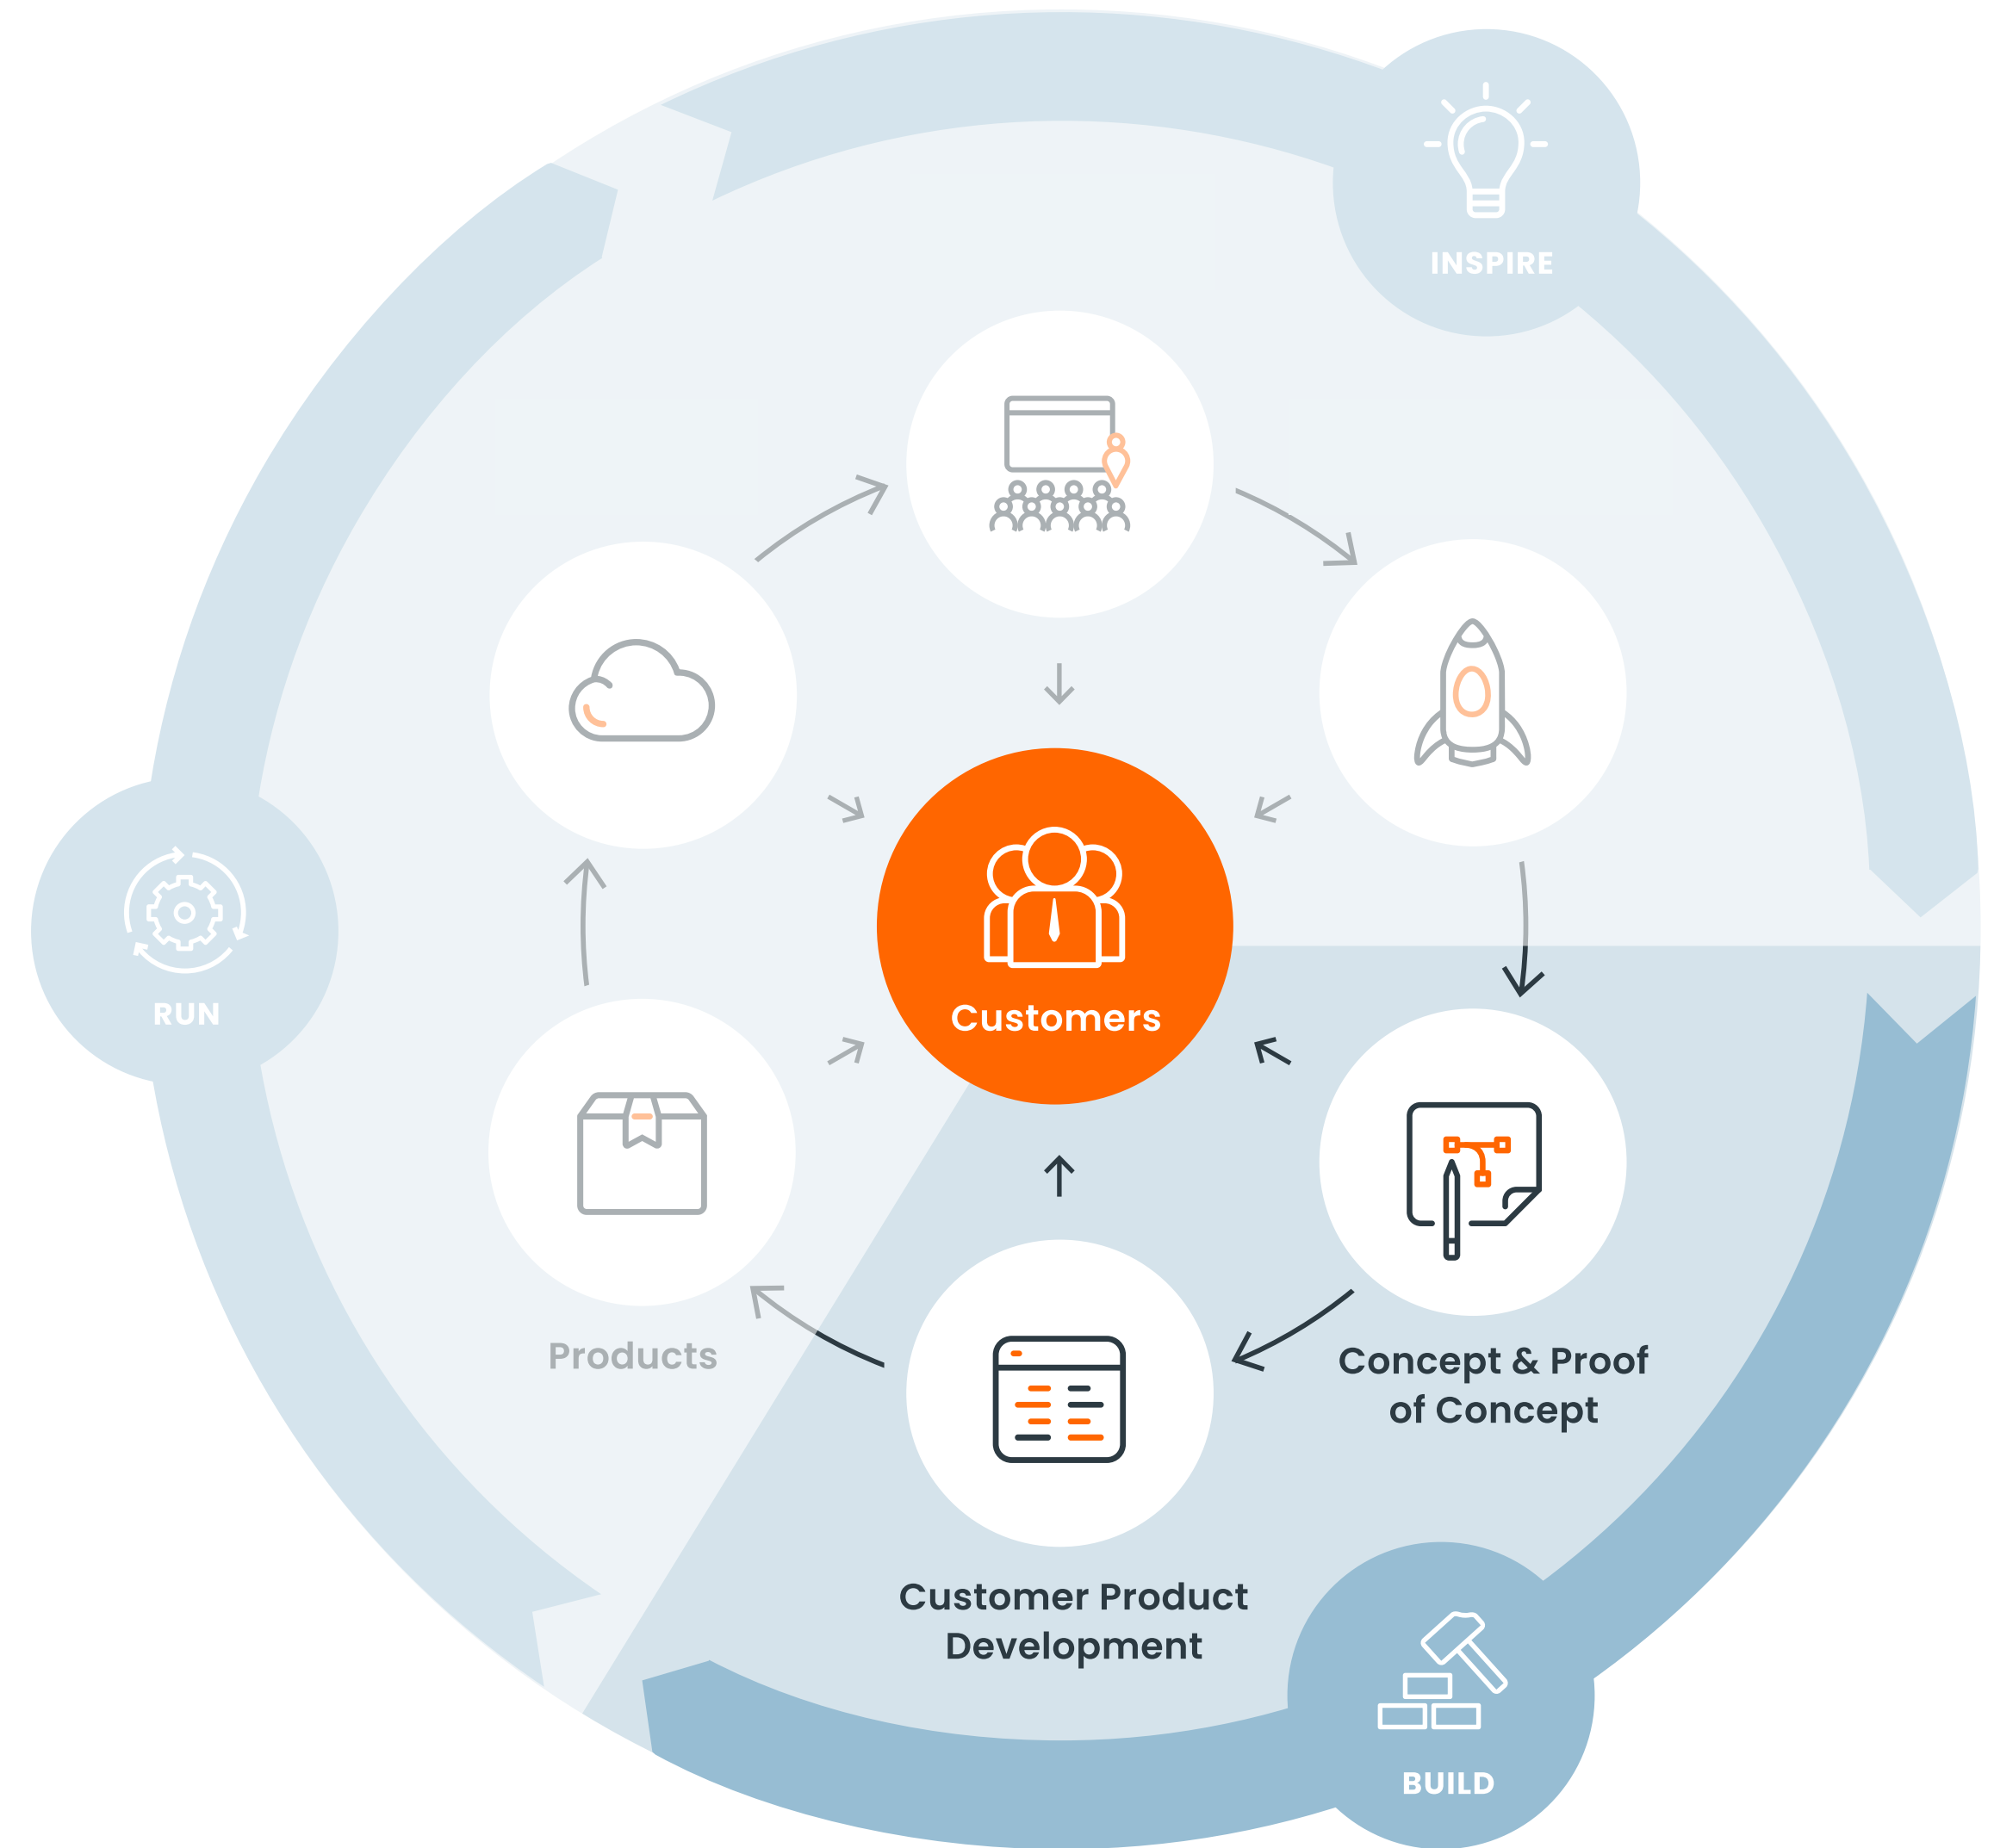 INSPIRE
RUN
Customers
Products
Concept & Proof
of Concept
Customer Product
Development
BUILD